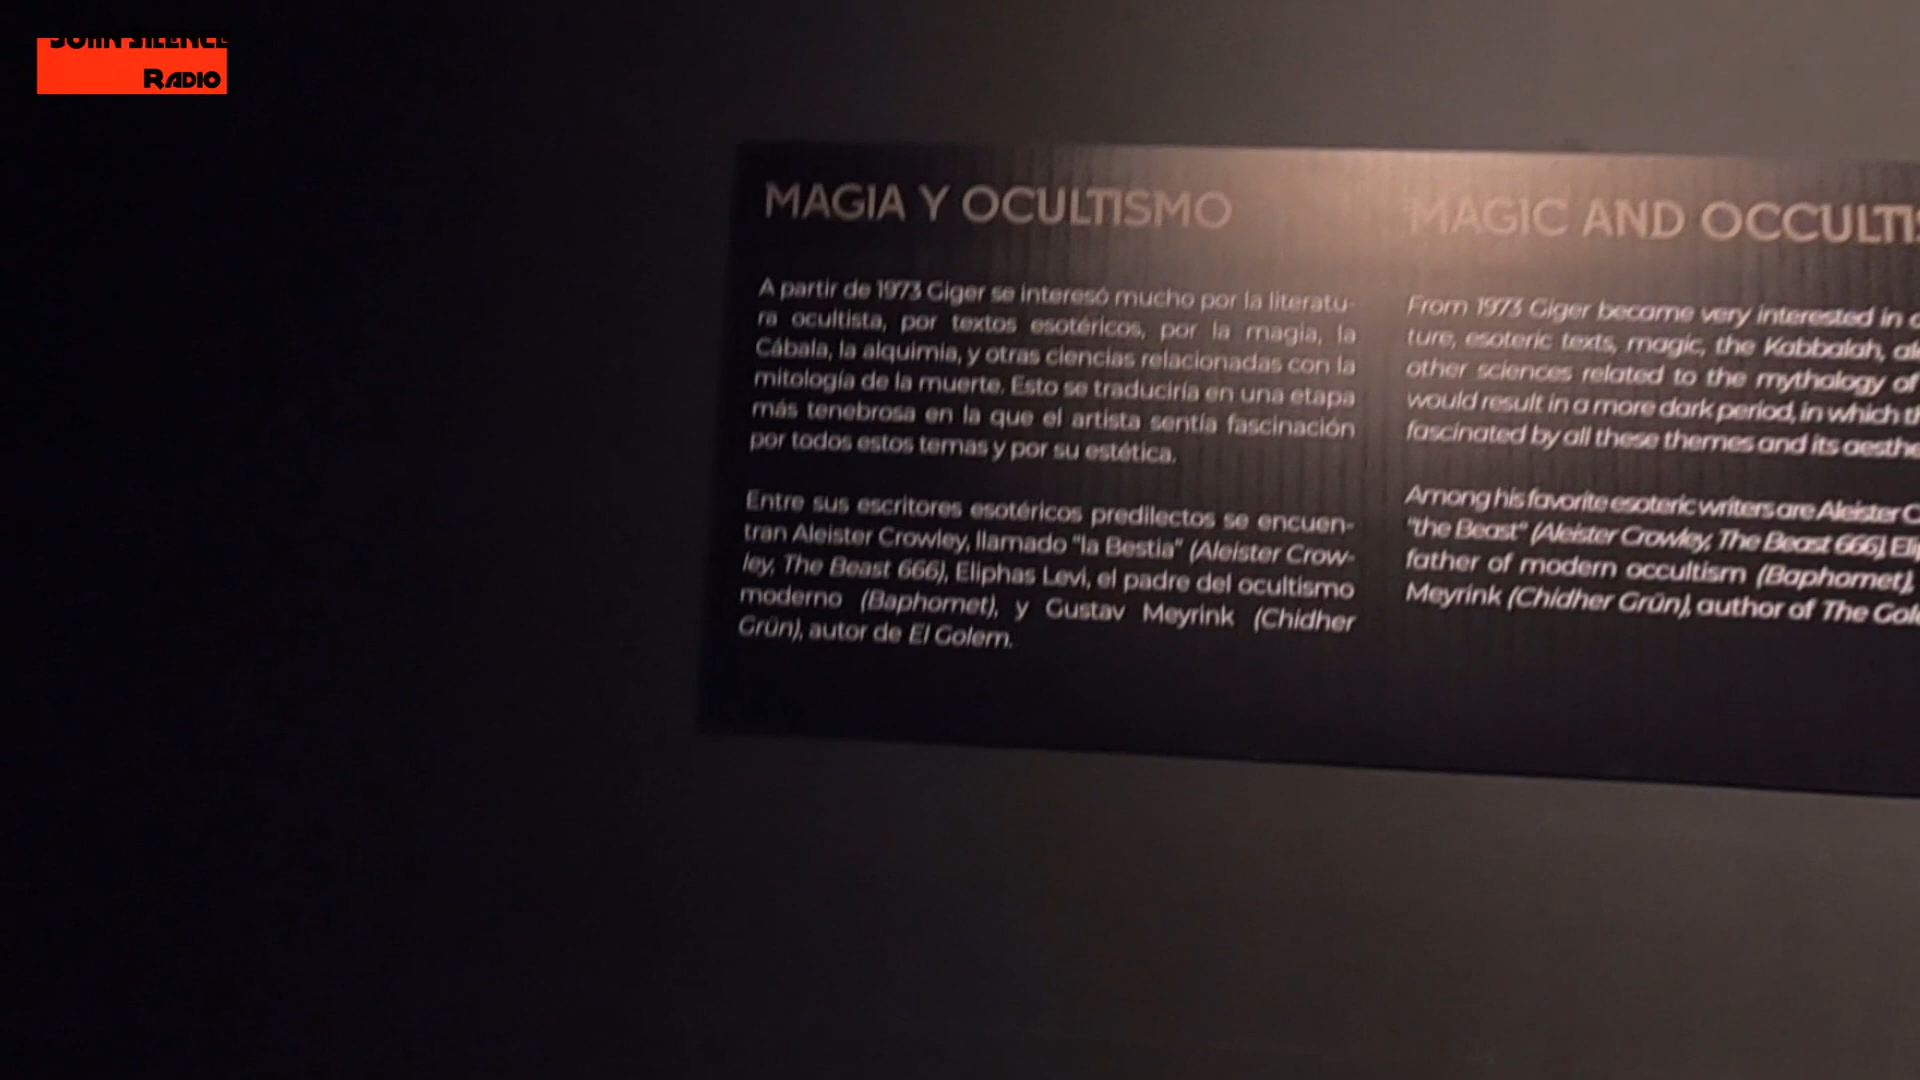 JOHN SILENCE
RADIO
MAGIA Y OCULTISMO
A partir de 1973 Giger se interesó mucho por la literatu-
ra ocultista, por textos esotéricos, por la magia, la
Cábala, la alquimia, y otras ciencias relacionadas con la
mitología de la muerte. Esto se traduciría en una etapa
más tenebrosa en la que el artista sentía fascinación
por todos estos temas y por su estética.
Entre sus escritores esotéricos predilectos se encuen-
tran Aleister Crowley, llamado "la Bestia" (Aleister Crow-
ley, The Beast 666), Eliphas Levi, el padre del ocultismo
moderno (Baphomet), y Gustav Meyrink (Chidher
Grün), autor de El Golem.
MAGIC AND
From 1973 Giger became very interested in
ture, esoteric texts, magic, the Kabbalah,
other sciences related to the mythology of
would result in a more dark period, in which
fascinated by all these themes and its
Among his favorite esoteric writers are Aleister
"the Beast" (Aleister Crowley, The Beast 666),
father of modern occultism (Baphomet),
Meyrink (Chidher Grün), author of The